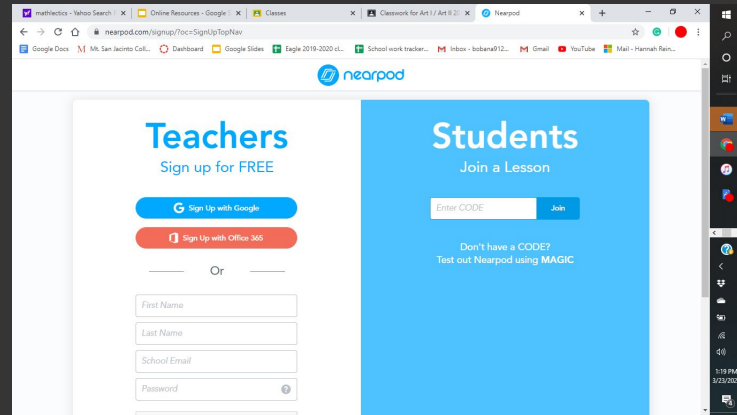 mathlectics - Yahoo Search
Online Resources - Google
Classes
Classwork for Art I / Art II 20
Nearpod
nearpod.com/signup/?oc=SignUpTopNav
Google Docs
Mt. San Jacinto Coll...
Dashboard
Google Slides
Eagle 2019-2020 cl...
School work tracker...
Inbox - bobana912...
Gmail
YouTube
Mail - Hannah Rein...
nearpod
Teachers
Sign up for FREE
Sign Up with Google
Sign Up with Office 365
Or
First Name
Last Name
School Email
Password
Students
Join a Lesson
Enter CODE
Join
Don't have a CODE?
Test out Nearpod using MAGIC
1:19 PM
3/23/202